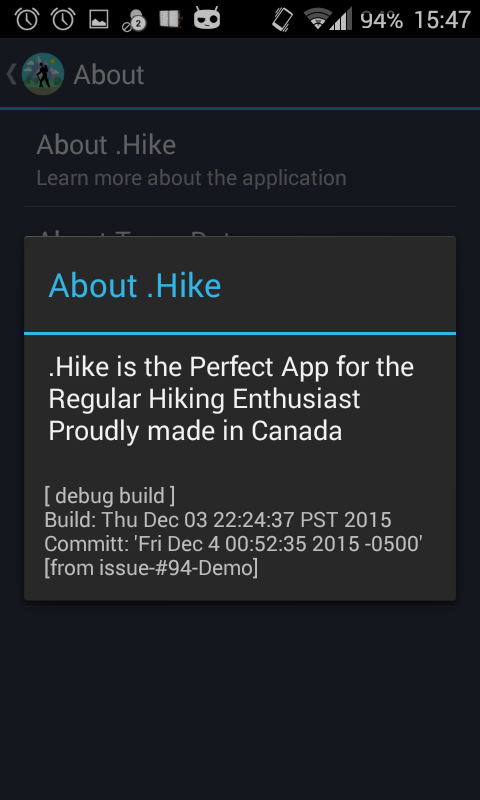 94% 15:47
About
About .Hike
Learn more about the application
About .Hike
.Hike is the Perfect App for the
Regular Hiking Enthusiast
Proudly made in Canada
[ debug build ]
Build: Thu Dec 03 22:24:37 PST 2015
Committ: 'Fri Dec 4 00:52:35 2015 -0500'
[from issue-#94-Demo]